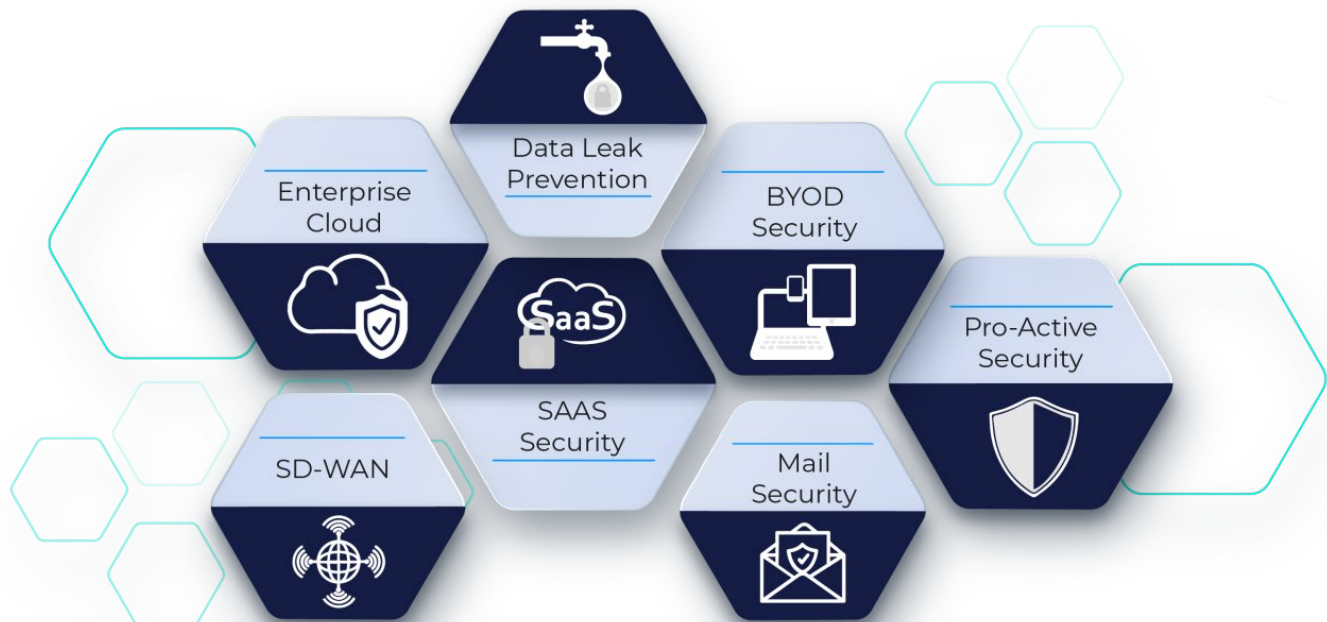 Data Leak
Prevention
Enterprise
Cloud
BYOD
Security
SaaS
SAAS
Security
Pro-Active
Security
SD-WAN
Mail
Security